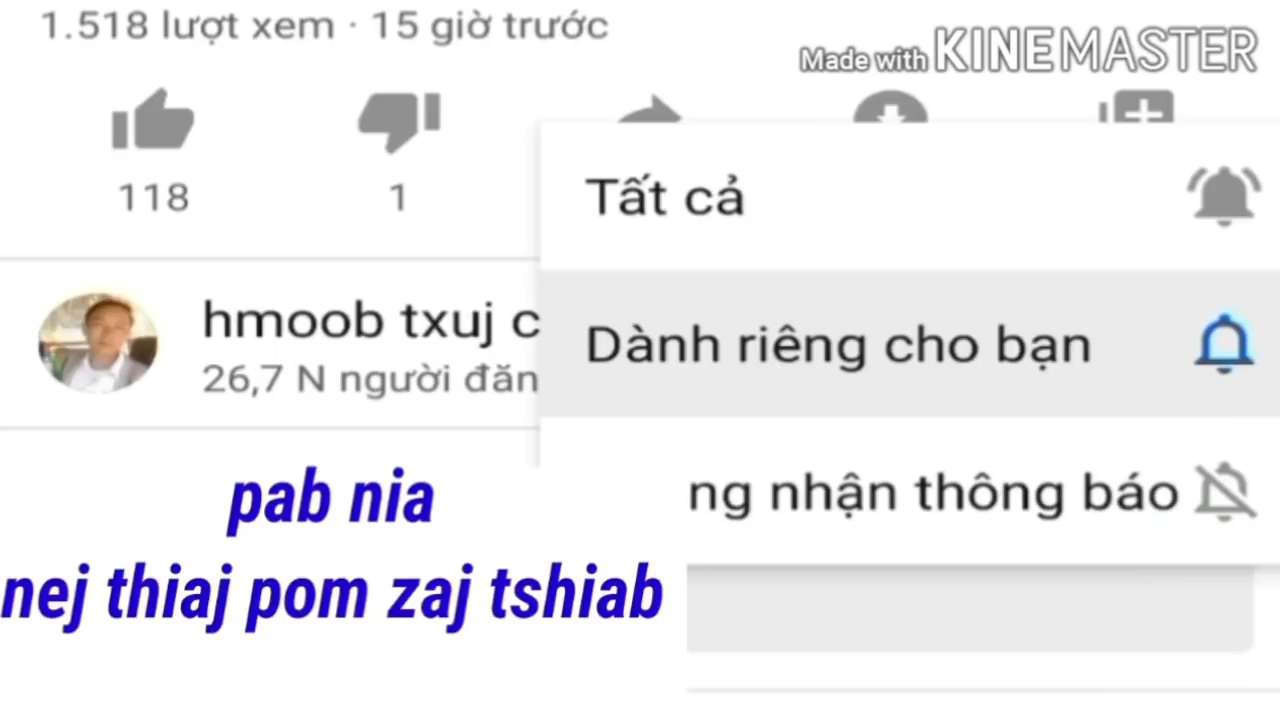 1.518 lượt xem · 15 giờ trước
Made with KINEMASTER
118
1
Tất cả
hmoob txuj c
26,7 N người đăn
Dành riêng cho bạn
ng nhận thông báo
pab nia
nej thiaj pom zaj tshiab